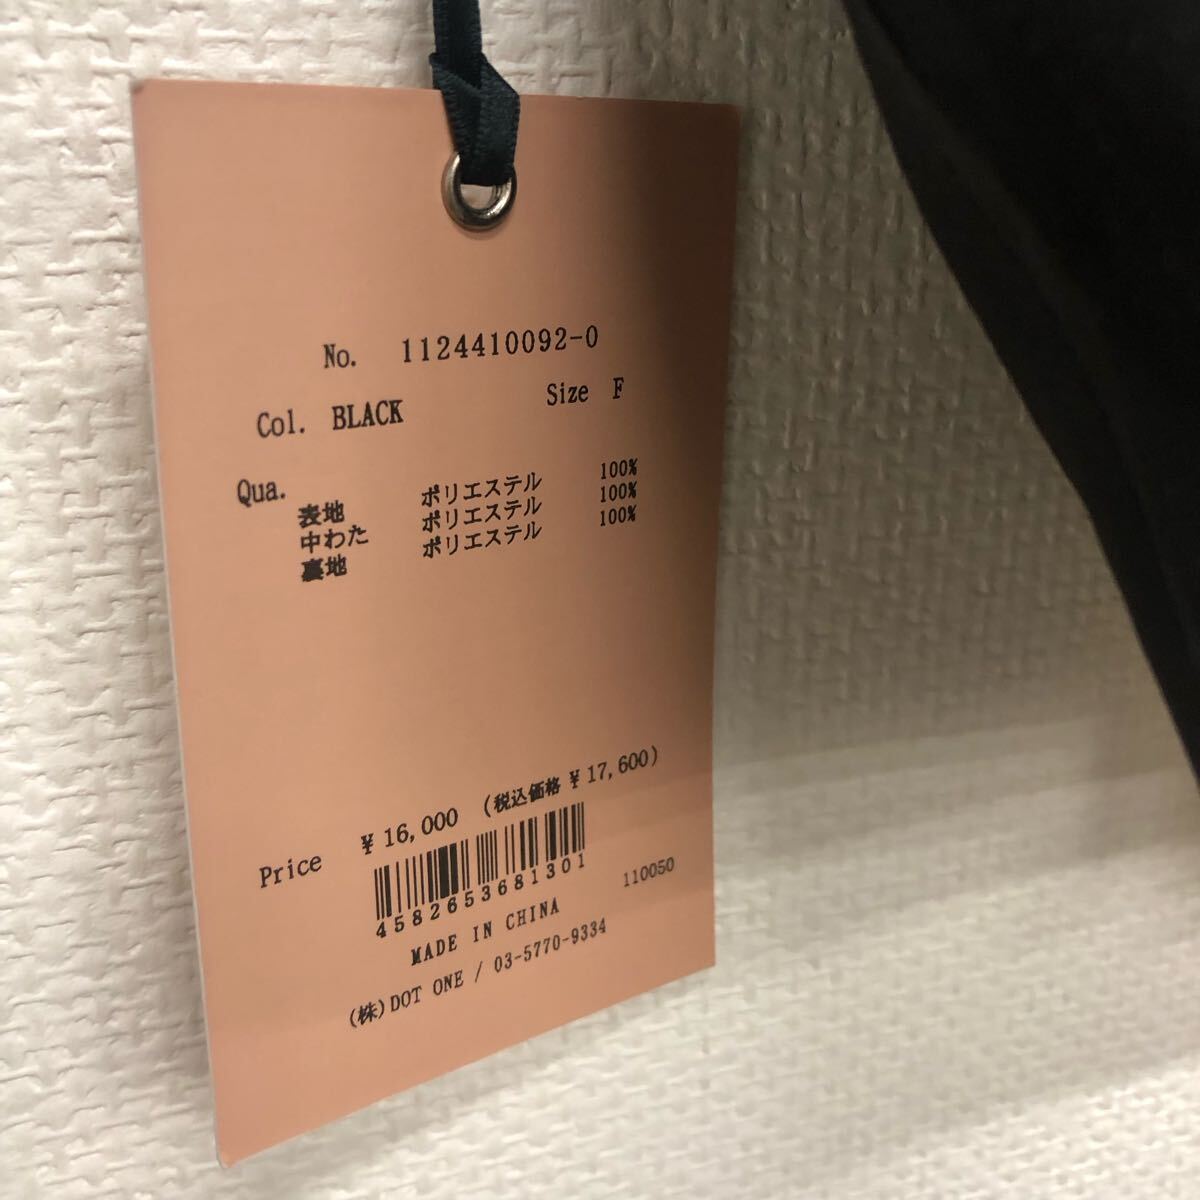 No. 1124410092-0
Col. BLACK Size F
Qua.
表地 ポリエステル 100%
中わた ポリエステル 100%
裏地 ポリエステル 100%
Price ¥16,000 (税込価格 ¥17,600)
4582653681301
110050
MADE IN CHINA
(株)DOT ONE / 03-5770-9334